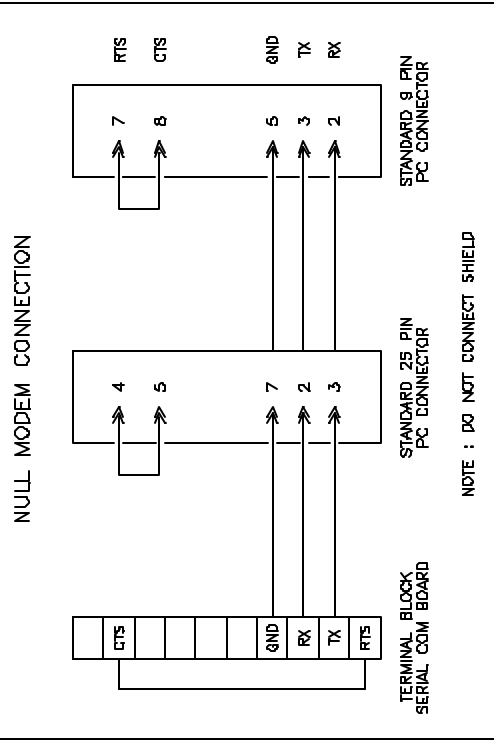 NULL MODEM CONNECTION
CTS 4 7 RTS
5 8 CTS
GND 7 5 GND
RX 2 3 TX
TX 3 2 RX
RTS
TERMINAL BLOCK
SERIAL COM BOARD
STANDARD 25 PIN
PC CONNECTOR
STANDARD 9 PIN
PC CONNECTOR
NOTE : DO NOT CONNECT SHIELD